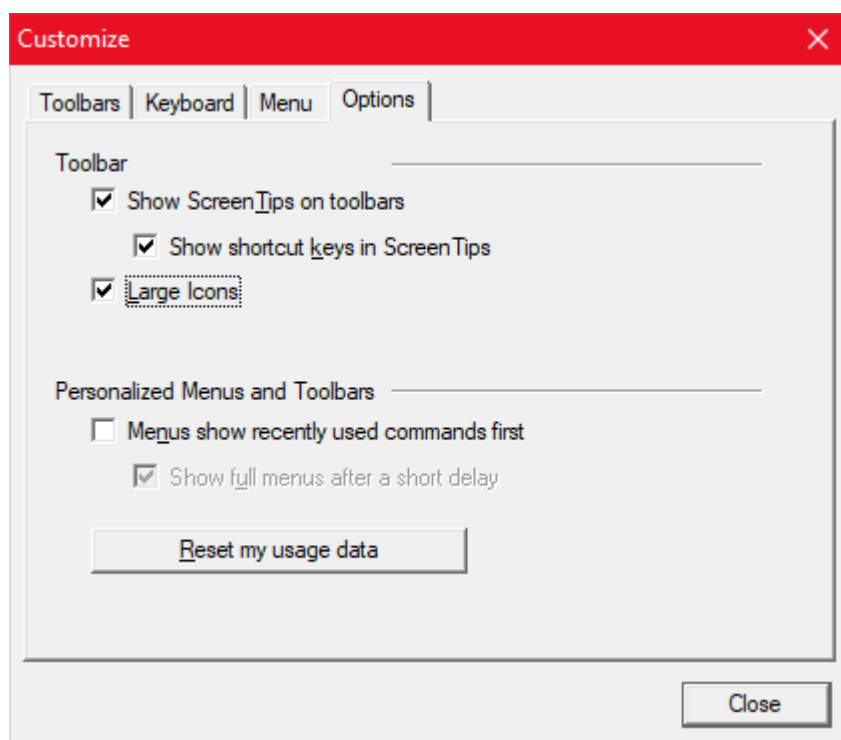 Customize
Toolbars Keyboard Menu Options
Toolbar
Show ScreenTips on toolbars
Show shortcut keys in ScreenTips
Large Icons
Personalized Menus and Toolbars
Menus show recently used commands first
Show full menus after a short delay
Reset my usage data
Close